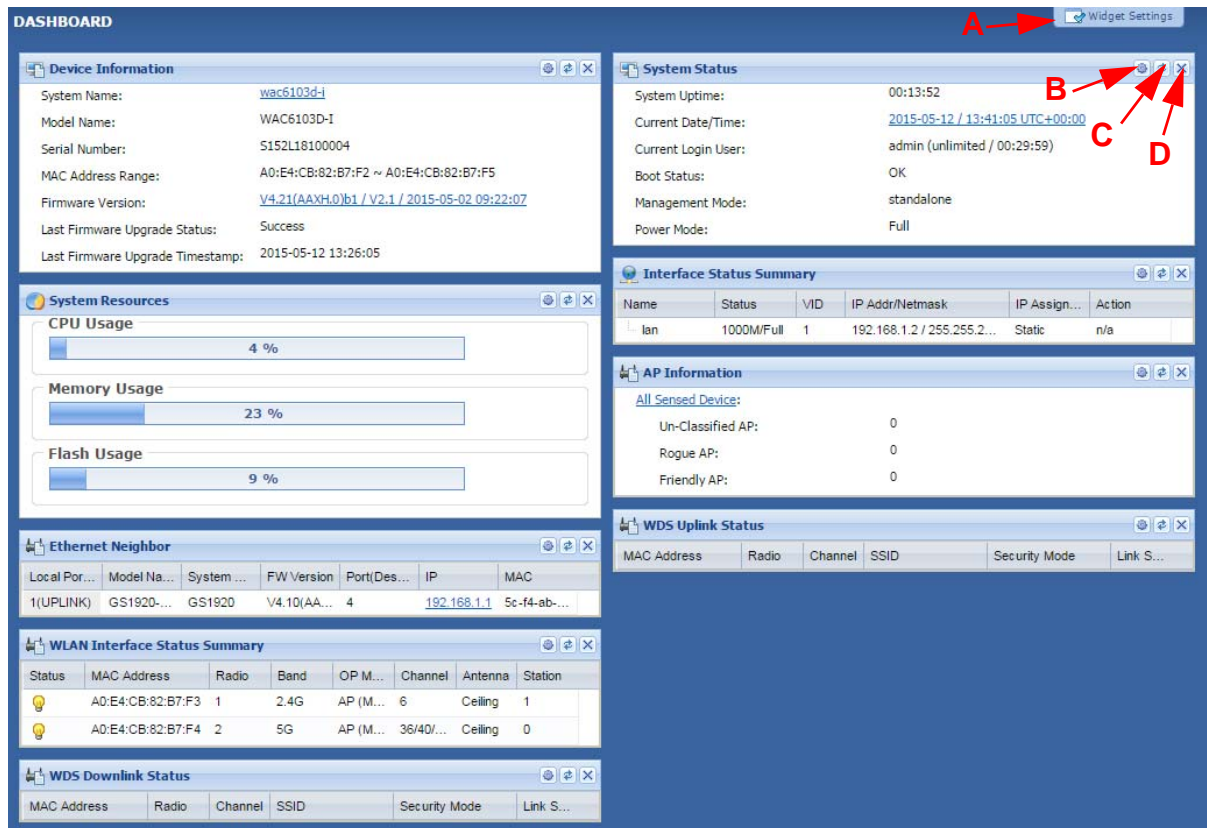 DASHBOARD
A
Widget Settings
Device Information
System Name: wac6103d-i
Model Name: WAC6103D-I
Serial Number: S152L18100004
MAC Address Range: A0:E4:CB:82:B7:F2 ~ A0:E4:CB:82:B7:F5
Firmware Version: V4.21(AAXH.0)b1 / V2.1 / 2015-05-02 09:22:07
Last Firmware Upgrade Status: Success
Last Firmware Upgrade Timestamp: 2015-05-12 13:26:05
System Resources
CPU Usage
4 %
Memory Usage
23 %
Flash Usage
9 %
Ethernet Neighbor
Local Por... Model Na... System ... FW Version Port(Des... IP MAC
1(UPLINK) GS1920-... GS1920 V4.10(AA... 4 192.168.1.1 5c-f4-ab-...
WLAN Interface Status Summary
Status MAC Address Radio Band OP M... Channel Antenna Station
A0:E4:CB:82:B7:F3 1 2.4G AP (M... 6 Ceiling 1
A0:E4:CB:82:B7:F4 2 5G AP (M... 36/40/... Ceiling 0
WDS Downlink Status
MAC Address Radio Channel SSID Security Mode Link S...
System Status
B
C
D
System Uptime: 00:13:52
Current Date/Time: 2015-05-12 / 13:41:05 UTC+00:00
Current Login User: admin (unlimited / 00:29:59)
Boot Status: OK
Management Mode: standalone
Power Mode: Full
Interface Status Summary
Name Status VID IP Addr/Netmask IP Assign... Action
lan 1000M/Full 1 192.168.1.2 / 255.255.2... Static n/a
AP Information
All Sensed Device:
Un-Classified AP: 0
Rogue AP: 0
Friendly AP: 0
WDS Uplink Status
MAC Address Radio Channel SSID Security Mode Link S...